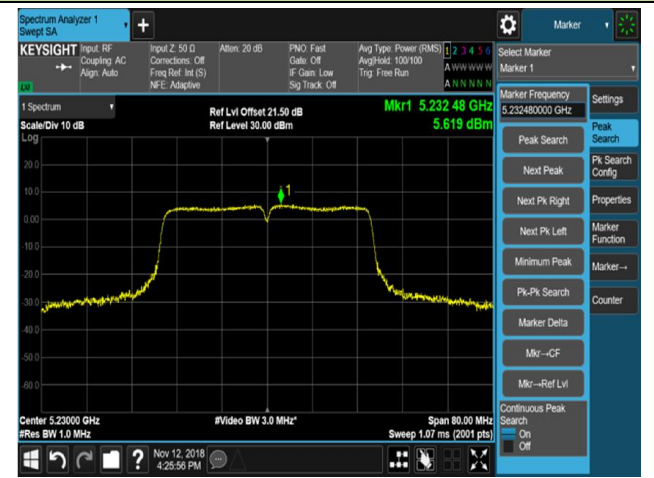 Spectrum Analyzer 1
Swept SA
Marker
KEYSIGHT
Input: RF
Coupling: AC
Align: Auto
Input Z: 50 Ω
Corrections: Off
Freq Ref: Int (S)
NFE: Adaptive
Atten: 20 dB
PNO: Fast
Gate: Off
IF Gain: Low
Sig Track: Off
Avg Type: Power (RMS)
Avg|Hold: 100/100
Trig: Free Run
1 2 3 4 5 6
A W W W W W
A N N N N N
Select Marker
Marker 1
1 Spectrum
Scale/Div 10 dB
Log
Ref Lvl Offset 21.50 dB
Ref Level 30.00 dBm
Mkr1 5.232 48 GHz
5.619 dBm
20.0
10.0
0.00
-10.0
-20.0
-30.0
-40.0
-50.0
-60.0
1
Center 5.23000 GHz
#Res BW 1.0 MHz
#Video BW 3.0 MHz*
Span 80.00 MHz
Sweep 1.07 ms (2001 pts)
Marker Frequency
5.232480000 GHz
Peak Search
Next Peak
Next Pk Right
Next Pk Left
Minimum Peak
Pk-Pk Search
Marker Delta
Mkr→CF
Mkr→Ref Lvl
Continuous Peak
Search
On
Off
Settings
Peak
Search
Pk Search
Config
Properties
Marker
Function
Marker→
Counter
Nov 12, 2018
4:25:56 PM